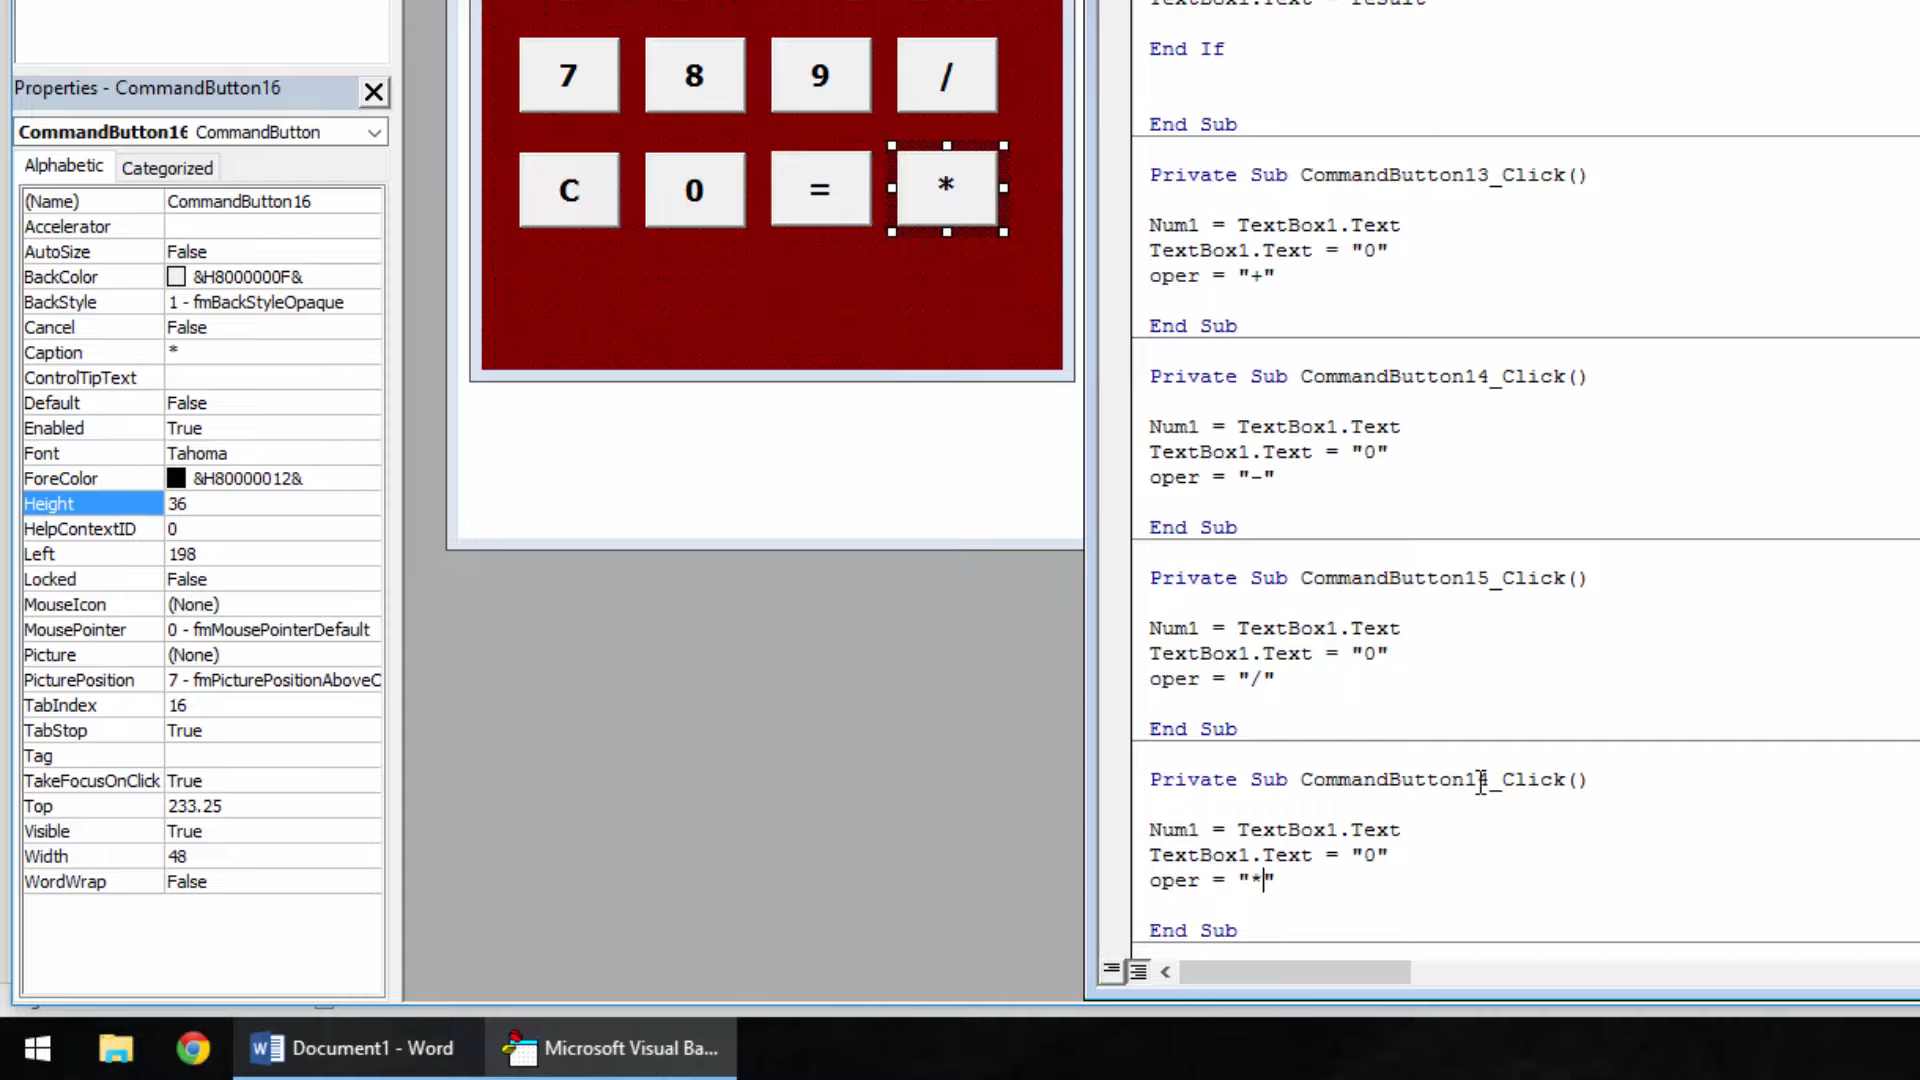 TextBox1.Text = result
End If
End Sub
Private Sub CommandButton13_Click()
Num1 = TextBox1.Text
TextBox1.Text = "0"
oper = "+"
End Sub
Private Sub CommandButton14_Click()
Num1 = TextBox1.Text
TextBox1.Text = "0"
oper = "-"
End Sub
Private Sub CommandButton15_Click()
Num1 = TextBox1.Text
TextBox1.Text = "0"
oper = "/"
End Sub
Private Sub CommandButton14_Click()
Num1 = TextBox1.Text
TextBox1.Text = "0"
oper = "*"
End Sub
7 8 9 /
C 0 = *
Properties - CommandButton16
CommandButton16 CommandButton
Alphabetic Categorized
(Name) CommandButton16
Accelerator
AutoSize False
BackColor &H8000000F&
BackStyle 1 - fmBackStyleOpaque
Cancel False
Caption *
ControlTipText
Default False
Enabled True
Font Tahoma
ForeColor &H80000012&
Height 36
HelpContextID 0
Left 198
Locked False
MouseIcon (None)
MousePointer 0 - fmMousePointerDefault
Picture (None)
PicturePosition 7 - fmPicturePositionAboveC
TabIndex 16
TabStop True
Tag
TakeFocusOnClick True
Top 233.25
Visible True
Width 48
WordWrap False
Document1 - Word
Microsoft Visual Ba...